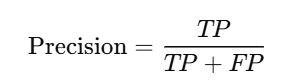 Precision = TP / TP + FP